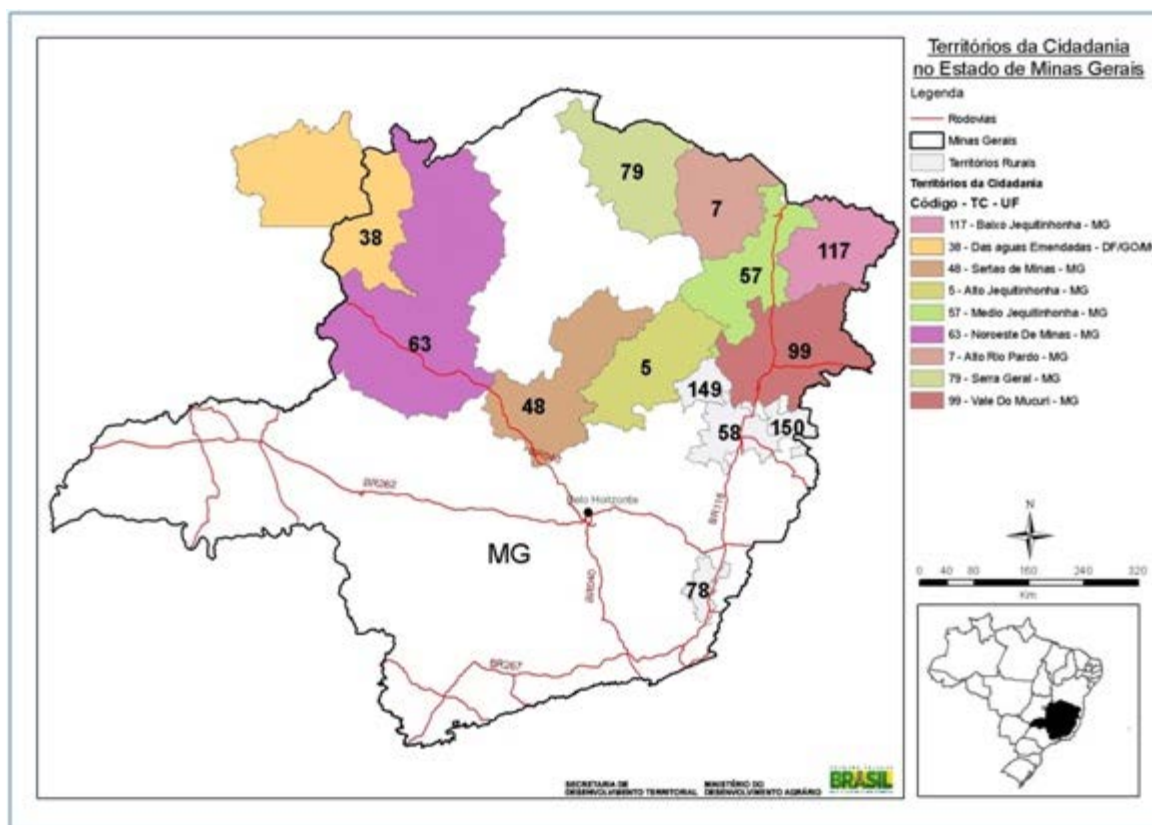 Territórios da Cidadania
no Estado de Minas Gerais
Legenda
Rodovias
Minas Gerais
Territórios Rurais
Territórios da Cidadania
Código - TC - UF
117 - Baixo Jequitinhonha - MG
38 - Das aguas Emendadas - DF/GO/M
48 - Sertao de Minas - MG
5 - Alto Jequitinhonha - MG
57 - Medio Jequitinhonha - MG
63 - Noroeste De Minas - MG
7 - Alto Rio Pardo - MG
79 - Serra Geral - MG
99 - Vale Do Mucuri - MG
79
7
38
117
57
63
99
5
149
48
58
150
BR262
Belo Horizonte
BR116
MG
BR040
78
BR267
N
0 40 80 160 240 320
Km
SECRETARIA DE
DESENVOLVIMENTO TERRITORIAL
MINISTÉRIO DO
DESENVOLVIMENTO AGRÁRIO
BRASIL